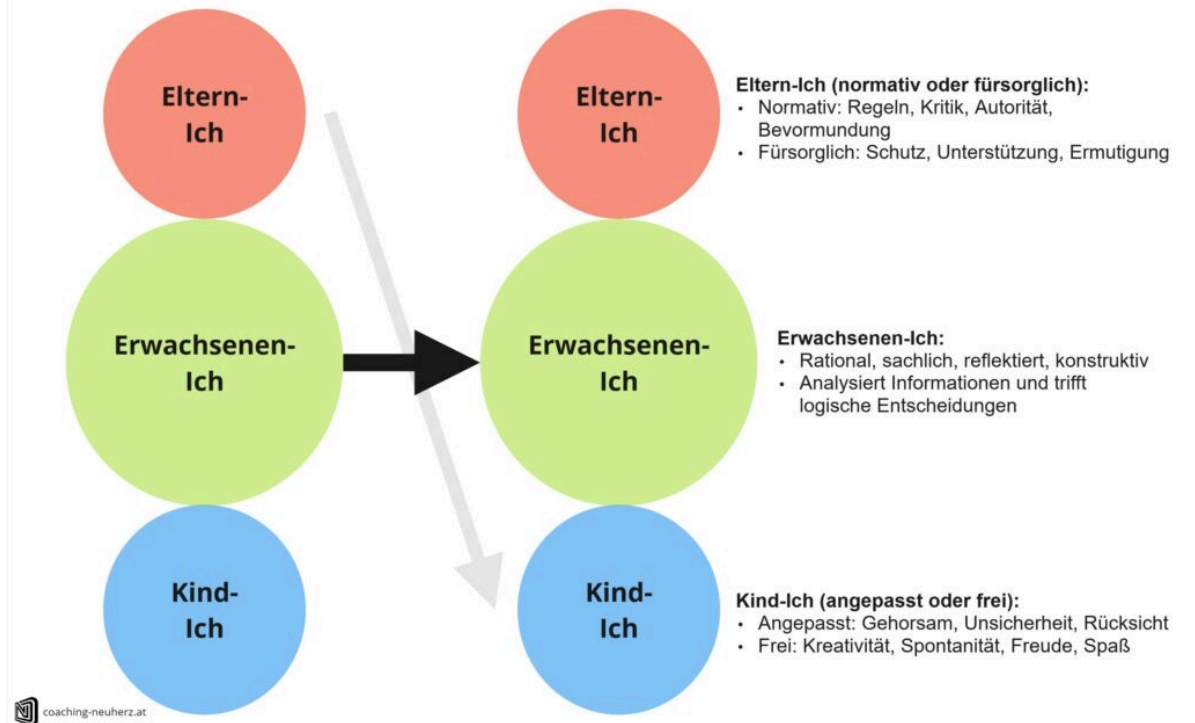 Eltern-
Ich
Eltern-
Ich
Eltern-Ich (normativ oder fürsorglich):
• Normativ: Regeln, Kritik, Autorität,
Bevormundung
• Fürsorglich: Schutz, Unterstützung, Ermutigung
Erwachsenen-
Ich
Erwachsenen-
Ich
Erwachsenen-Ich:
• Rational, sachlich, reflektiert, konstruktiv
• Analysiert Informationen und trifft
logische Entscheidungen
Kind-
Ich
Kind-
Ich
Kind-Ich (angepasst oder frei):
• Angepasst: Gehorsam, Unsicherheit, Rücksicht
• Frei: Kreativität, Spontanität, Freude, Spaß
coaching-neuherz.at